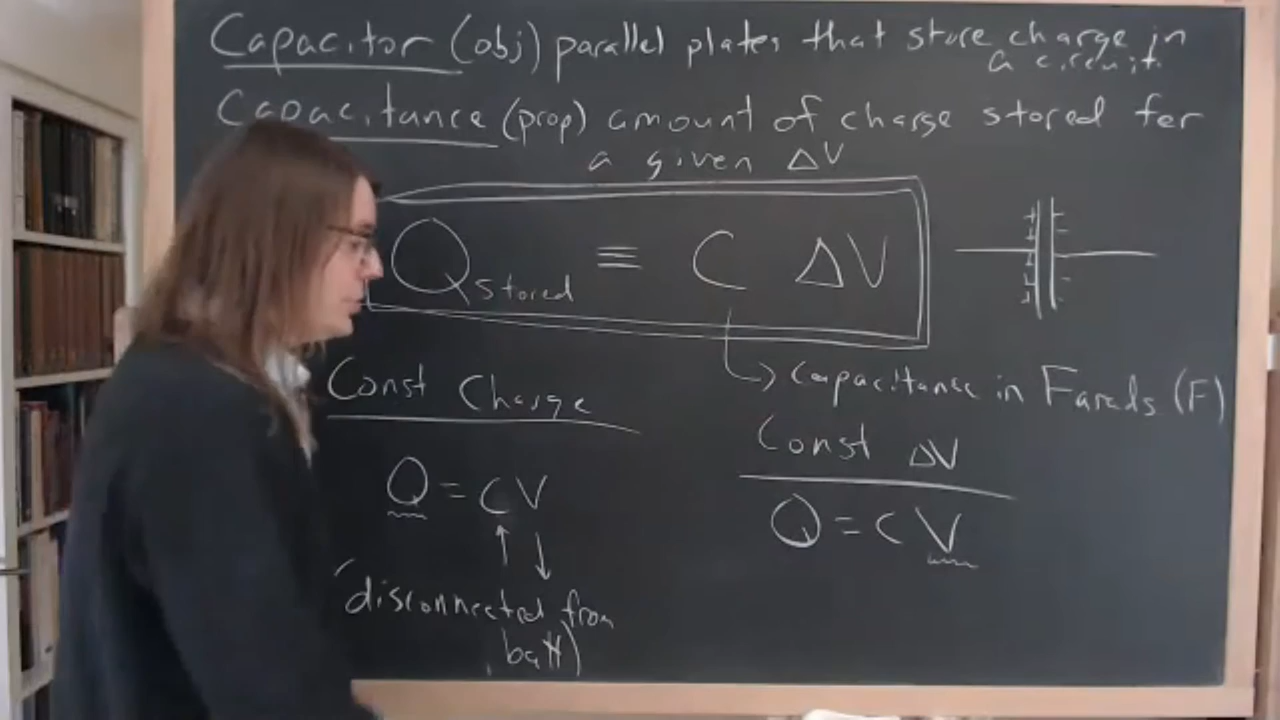 Capacitor (obj) parallel plates that store charge in
a circuit.
Capacitance (prop) amount of charge stored for
a given ΔV
Q stored ≡ C ΔV
↳ Capacitance in Farads (F)
Const Charge
Q = C V
↑ ↓
(disconnected from
batt)
Const ΔV
Q = C V